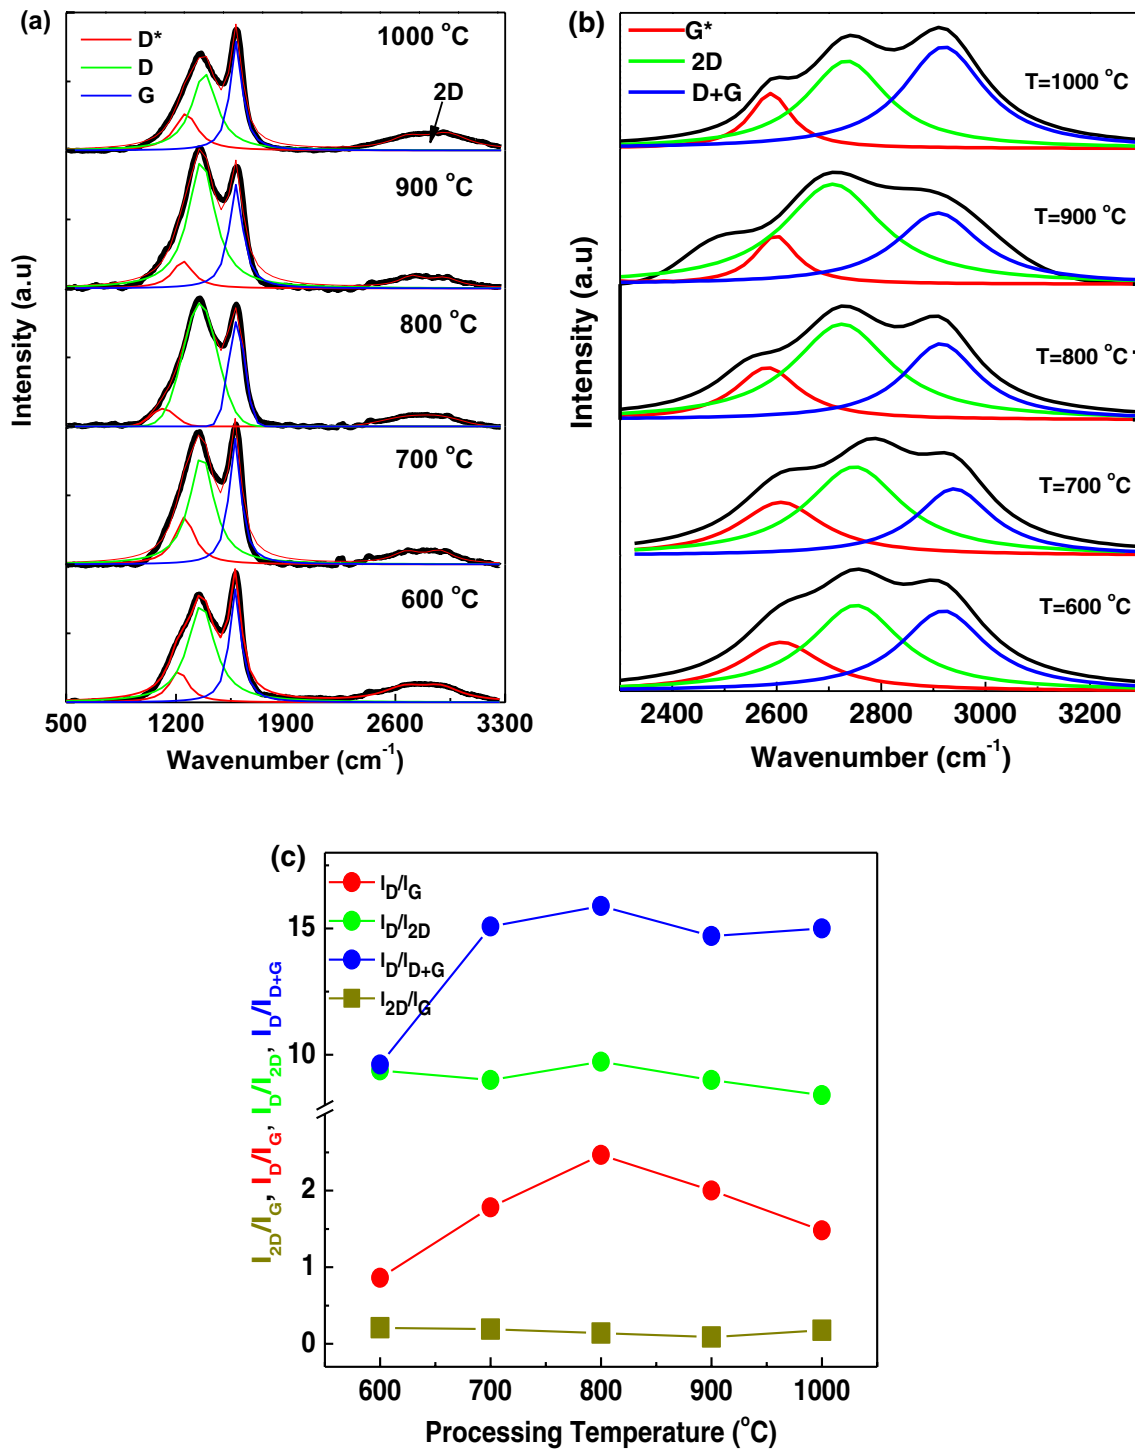 (a)
D*
D
G
1000 °C
2D
900 °C
800 °C
700 °C
600 °C
Intensity (a.u)
500 1200 1900 2600 3300
Wavenumber (cm-1)
(b)
G*
2D
D+G
T=1000 °C
T=900 °C
T=800 °C
T=700 °C
T=600 °C
Intensity (a.u)
2400 2600 2800 3000 3200
Wavenumber (cm-1)
(c)
ID/IG
ID/I2D
ID/ID+G
I2D/IG
15
10
2
1
0
I2D/IG, ID/IG, ID/I2D, ID/ID+G
600 700 800 900 1000
Processing Temperature (°C)